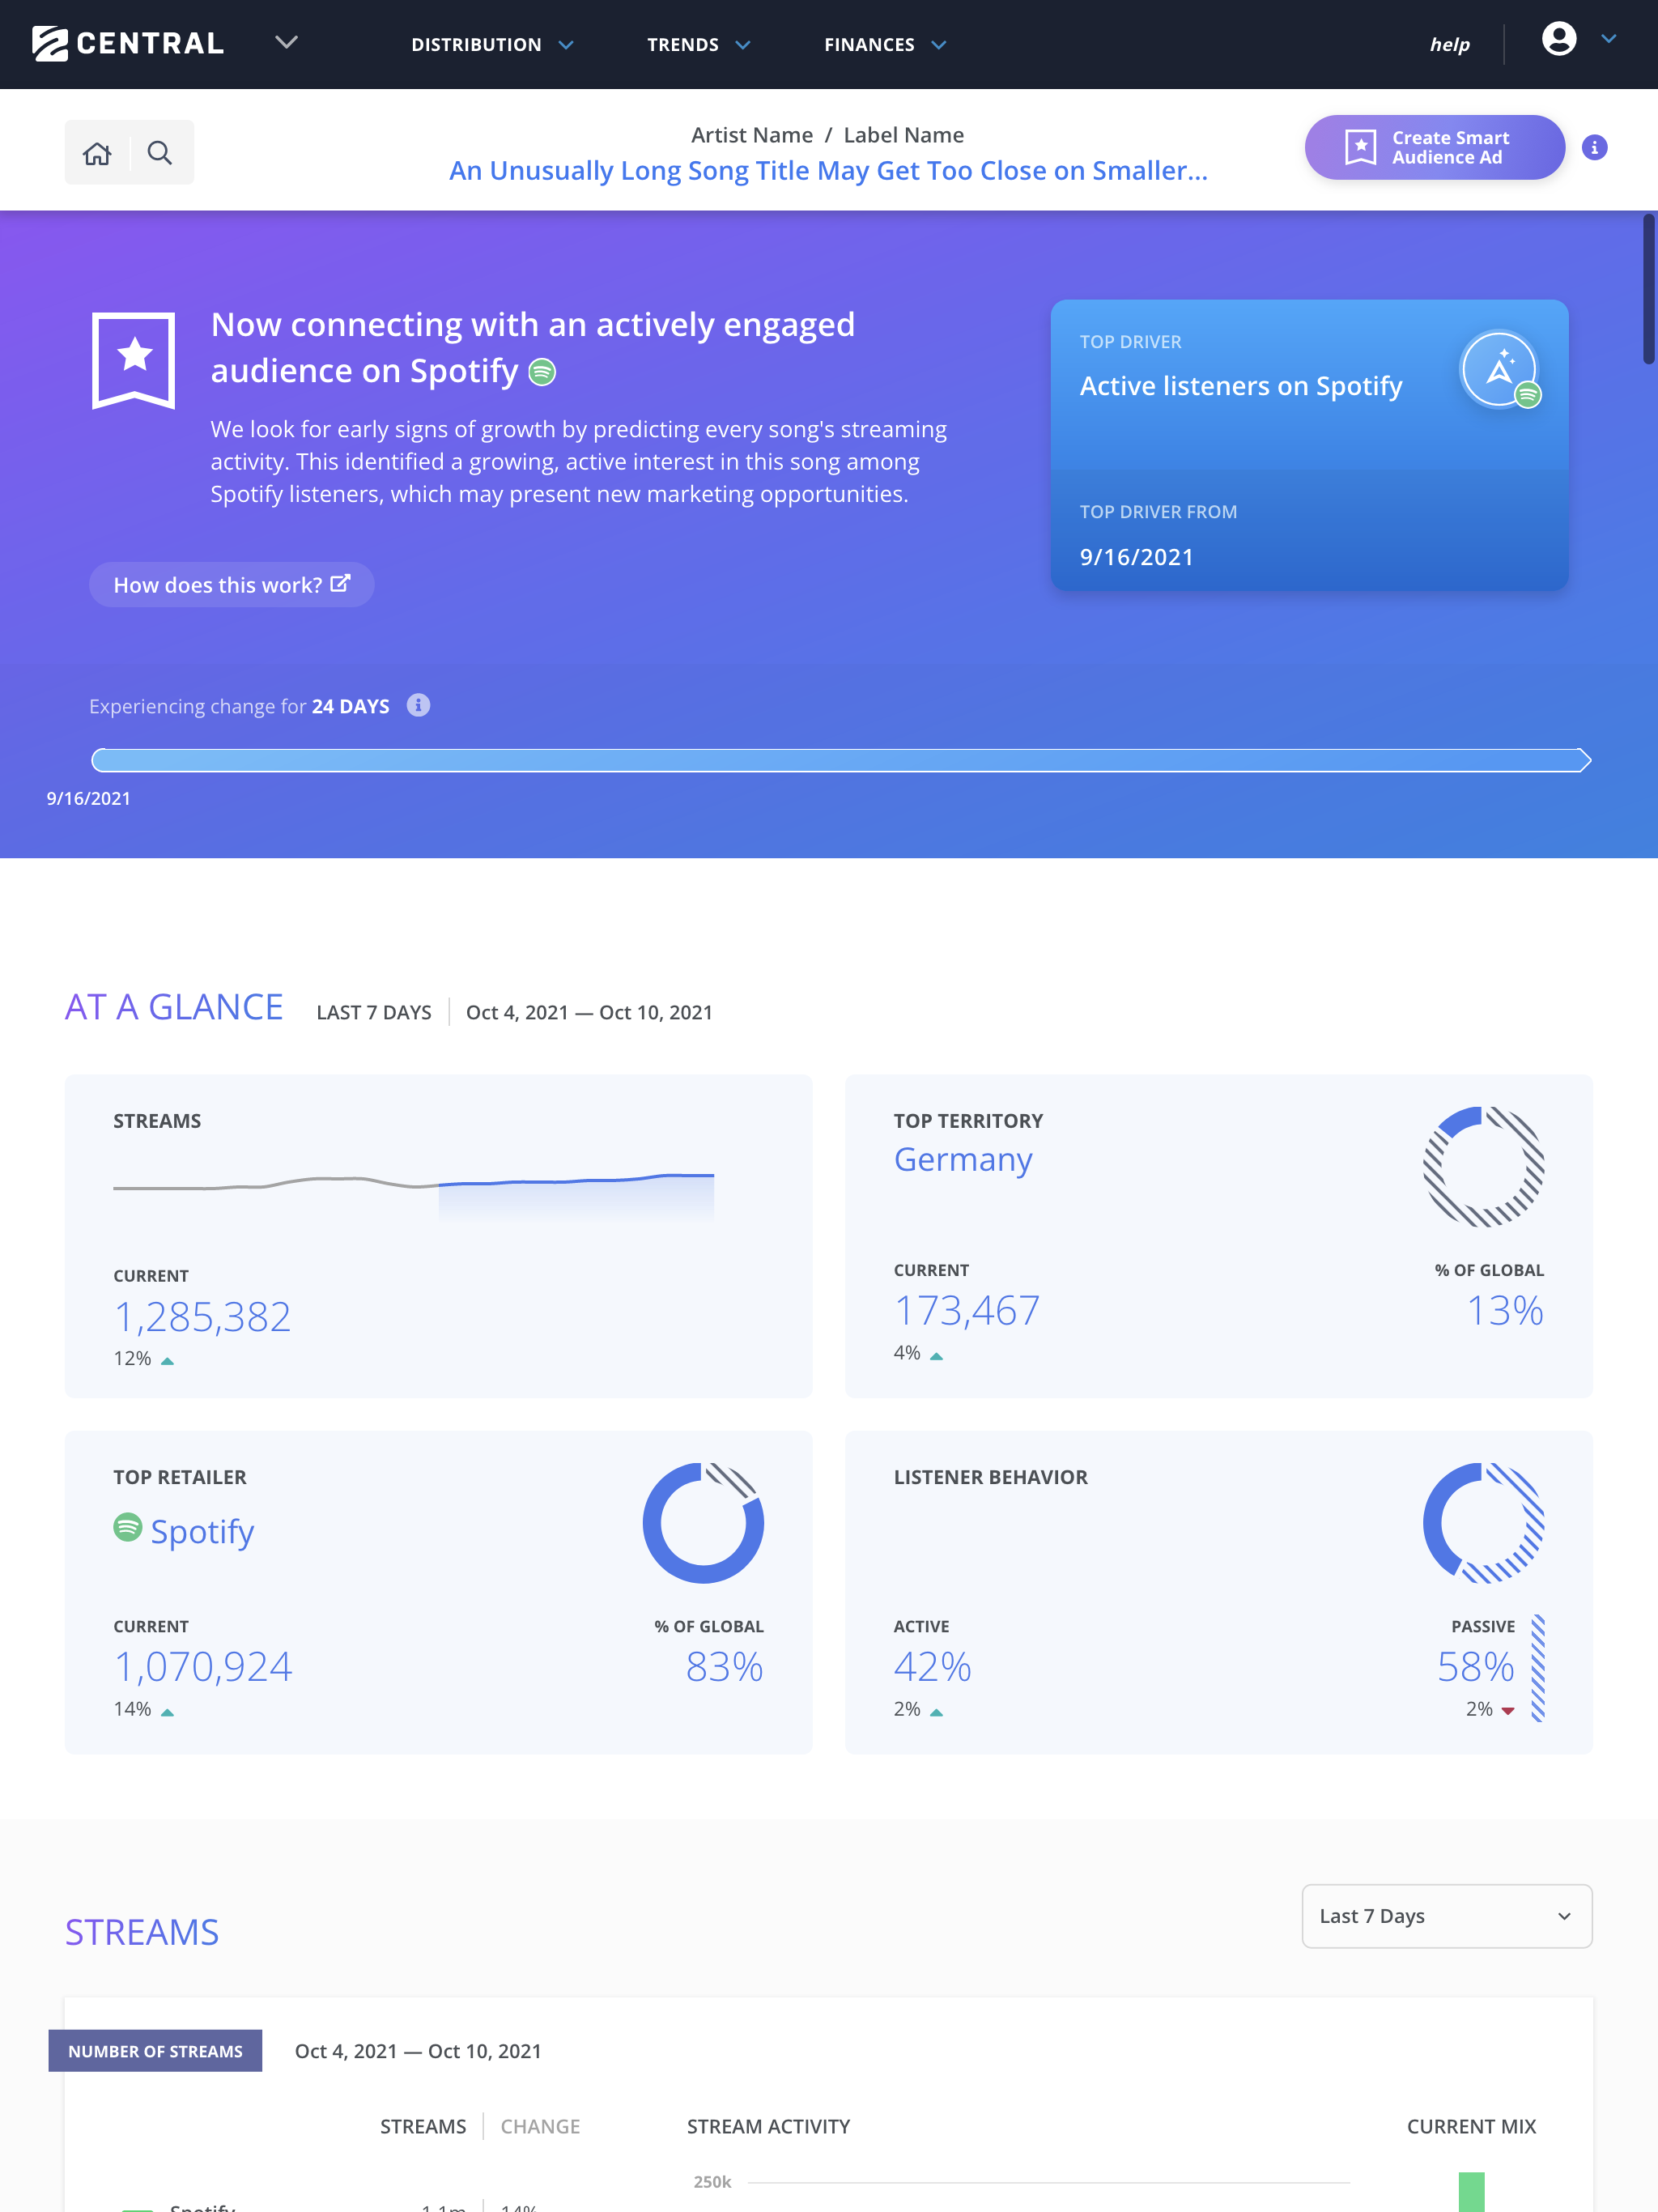 CENTRAL
DISTRIBUTION
TRENDS
FINANCES
help
Artist Name / Label Name
An Unusually Long Song Title May Get Too Close on Smaller...
Create Smart
Audience Ad
Now connecting with an actively engaged
audience on Spotify
We look for early signs of growth by predicting every song's streaming
activity. This identified a growing, active interest in this song among
Spotify listeners, which may present new marketing opportunities.
How does this work?
TOP DRIVER
Active listeners on Spotify
TOP DRIVER FROM
9/16/2021
Experiencing change for 24 DAYS
9/16/2021
AT A GLANCE
LAST 7 DAYS
Oct 4, 2021 — Oct 10, 2021
STREAMS
CURRENT
1,285,382
12%
TOP TERRITORY
Germany
CURRENT
173,467
4%
% OF GLOBAL
13%
TOP RETAILER
Spotify
CURRENT
1,070,924
14%
% OF GLOBAL
83%
LISTENER BEHAVIOR
ACTIVE
42%
2%
PASSIVE
58%
2%
STREAMS
Last 7 Days
NUMBER OF STREAMS
Oct 4, 2021 — Oct 10, 2021
STREAMS
CHANGE
STREAM ACTIVITY
CURRENT MIX
250k
Spotify
1.1m
14%